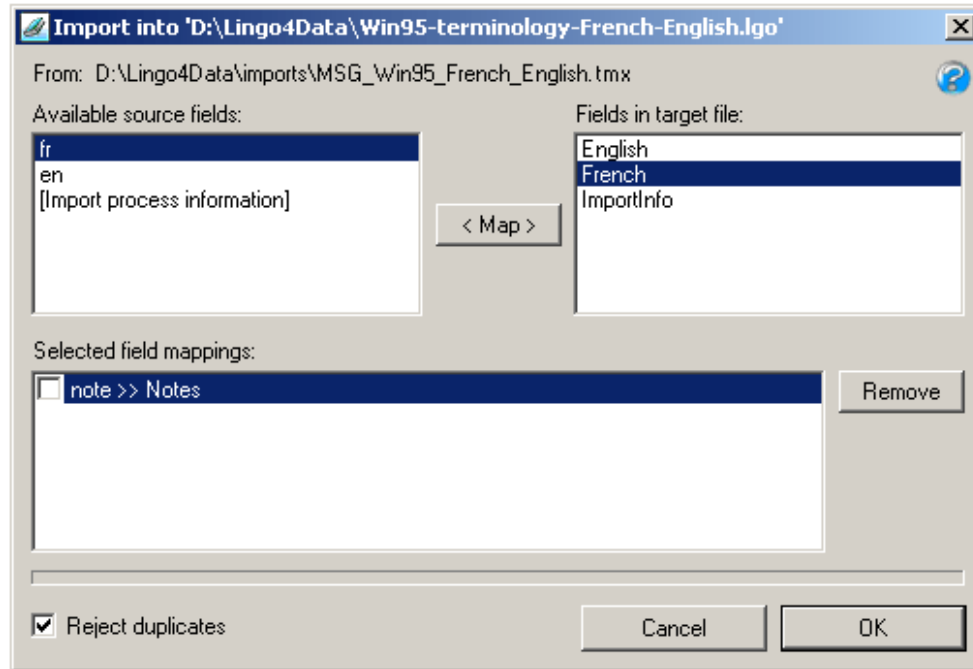 Import into 'D:\Lingo4Data\Win95-terminology-French-English.lgo'
From: D:\Lingo4Data\imports\MSG_Win95_French_English.tmx
Available source fields:
fr
en
[Import process information]
< Map >
Fields in target file:
English
French
ImportInfo
Selected field mappings:
note >> Notes
Remove
Reject duplicates
Cancel
OK